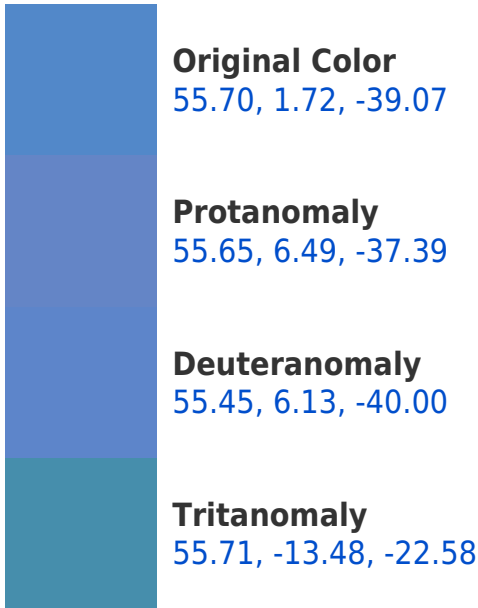 Original Color
55.70, 1.72, -39.07
Protanomaly
55.65, 6.49, -37.39
Deuteranomaly
55.45, 6.13, -40.00
Tritanomaly
55.71, -13.48, -22.58